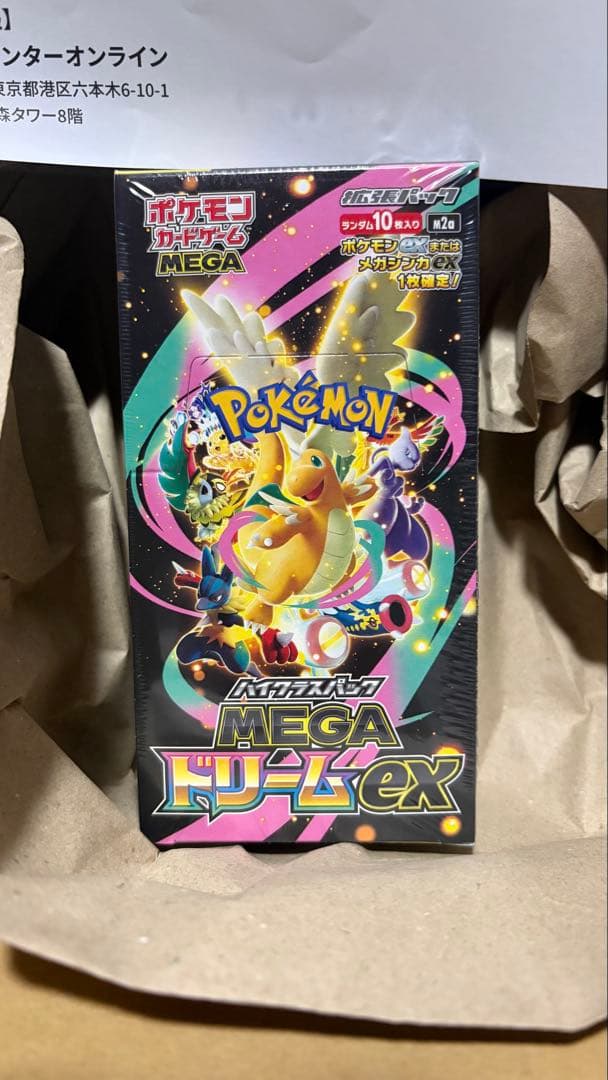 】
ンターオンライン
東京都港区六本木6-10-1
森タワー8階
ポケモン
カードゲーム
MEGA
拡張パック
ランダム10枚入り M2a
ポケモンexまたは
メガシンカex
1枚確定!
POKÉMON
ハイクラスパック
MEGA
ドリームex